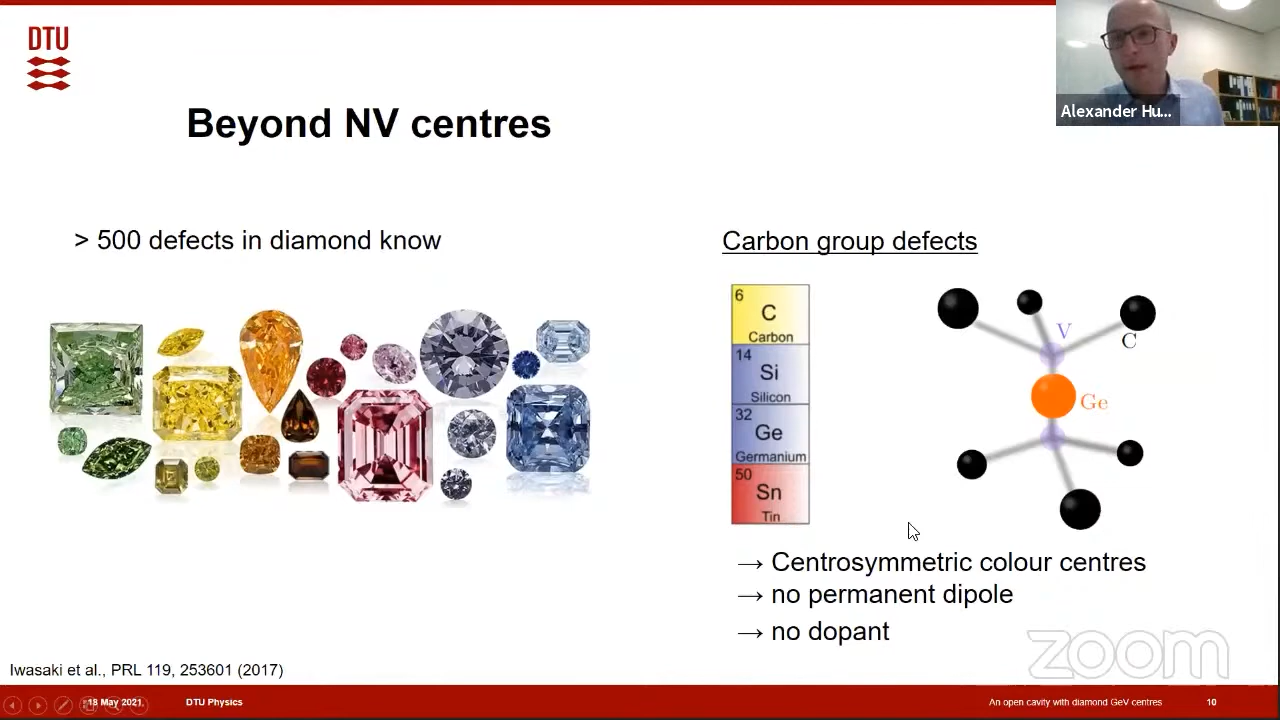 DTU
Alexander Hu...
Beyond NV centres
> 500 defects in diamond know
Carbon group defects
6
C
Carbon
14
Si
Silicon
32
Ge
Germanium
50
Sn
Tin
V
C
Ge
→ Centrosymmetric colour centres
→ no permanent dipole
→ no dopant
zoom
Iwasaki et al., PRL 119, 253601 (2017)
18 May 2021
DTU Physics
An open cavity with diamond GeV centres
10